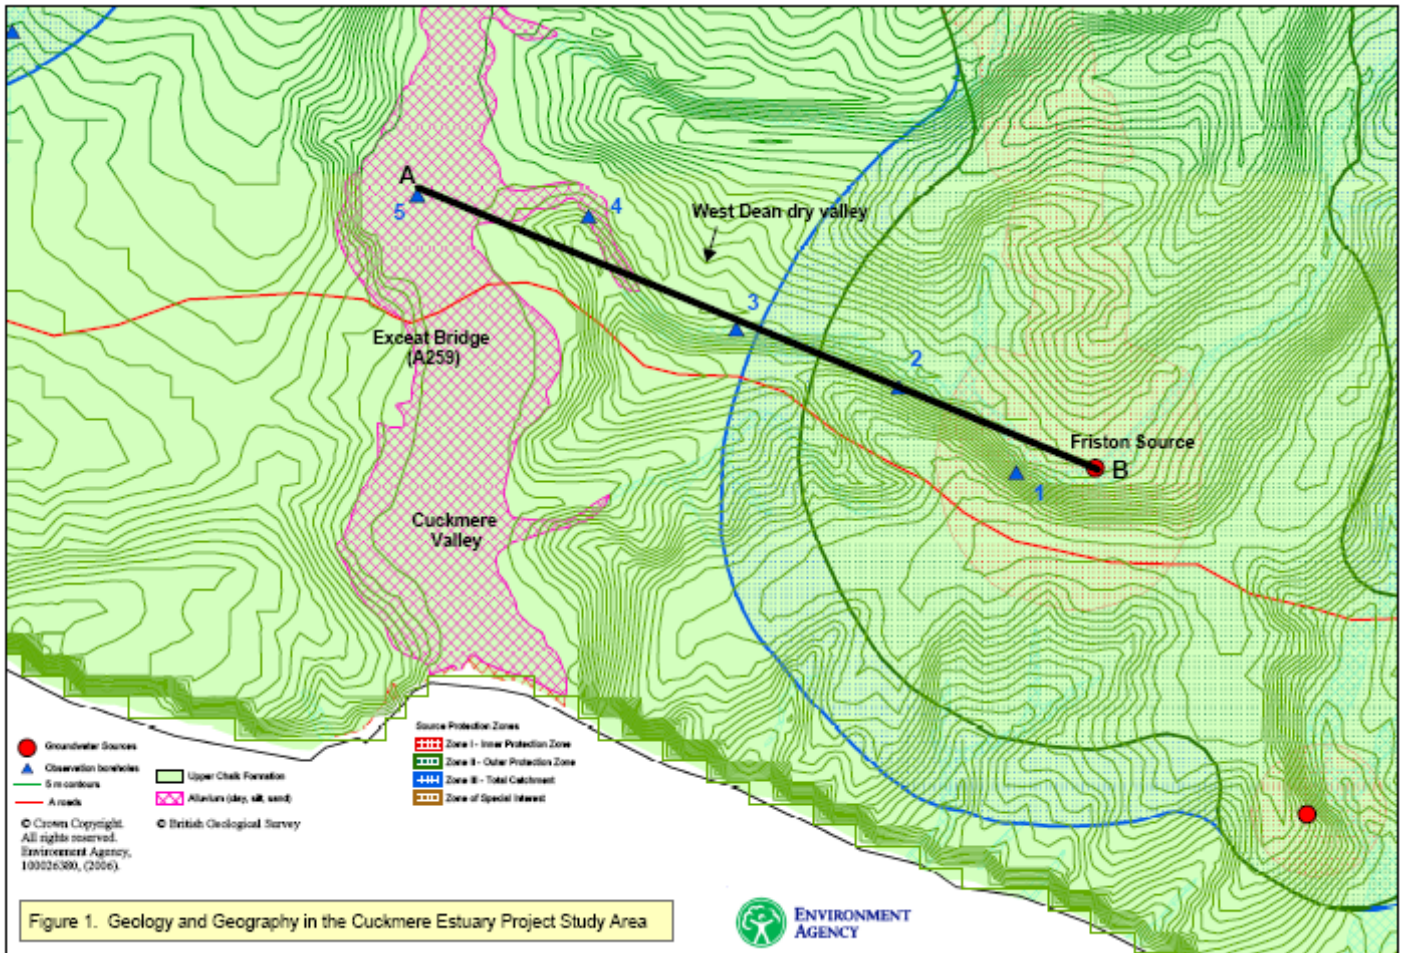 A
5
4
West Dean dry valley
3
Exceat Bridge
(A259)
2
Friston Source
B
1
Cuckmere
Valley
Groundwater Sources
Observation boreholes
5 m contours
A roads
Upper Chalk Formation
Alluvium (clay, silt, sand)
Source Protection Zones
Zone I - Inner Protection Zone
Zone II - Outer Protection Zone
Zone III - Total Catchment
Zone of Special Interest
© Crown Copyright.
All rights reserved.
Environment Agency,
100026380, (2006).
© British Geological Survey
Figure 1. Geology and Geography in the Cuckmere Estuary Project Study Area
ENVIRONMENT
AGENCY